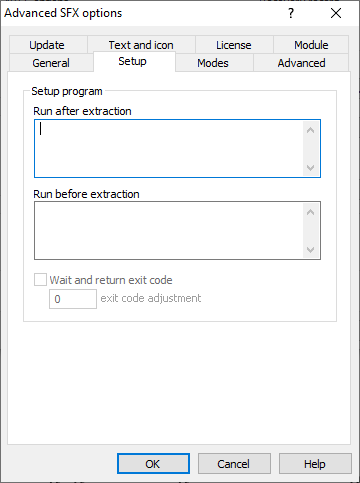 Advanced SFX options
?
Update Text and icon License Module
General Setup Modes Advanced
Setup program
Run after extraction
Run before extraction
Wait and return exit code
0 exit code adjustment
OK Cancel Help